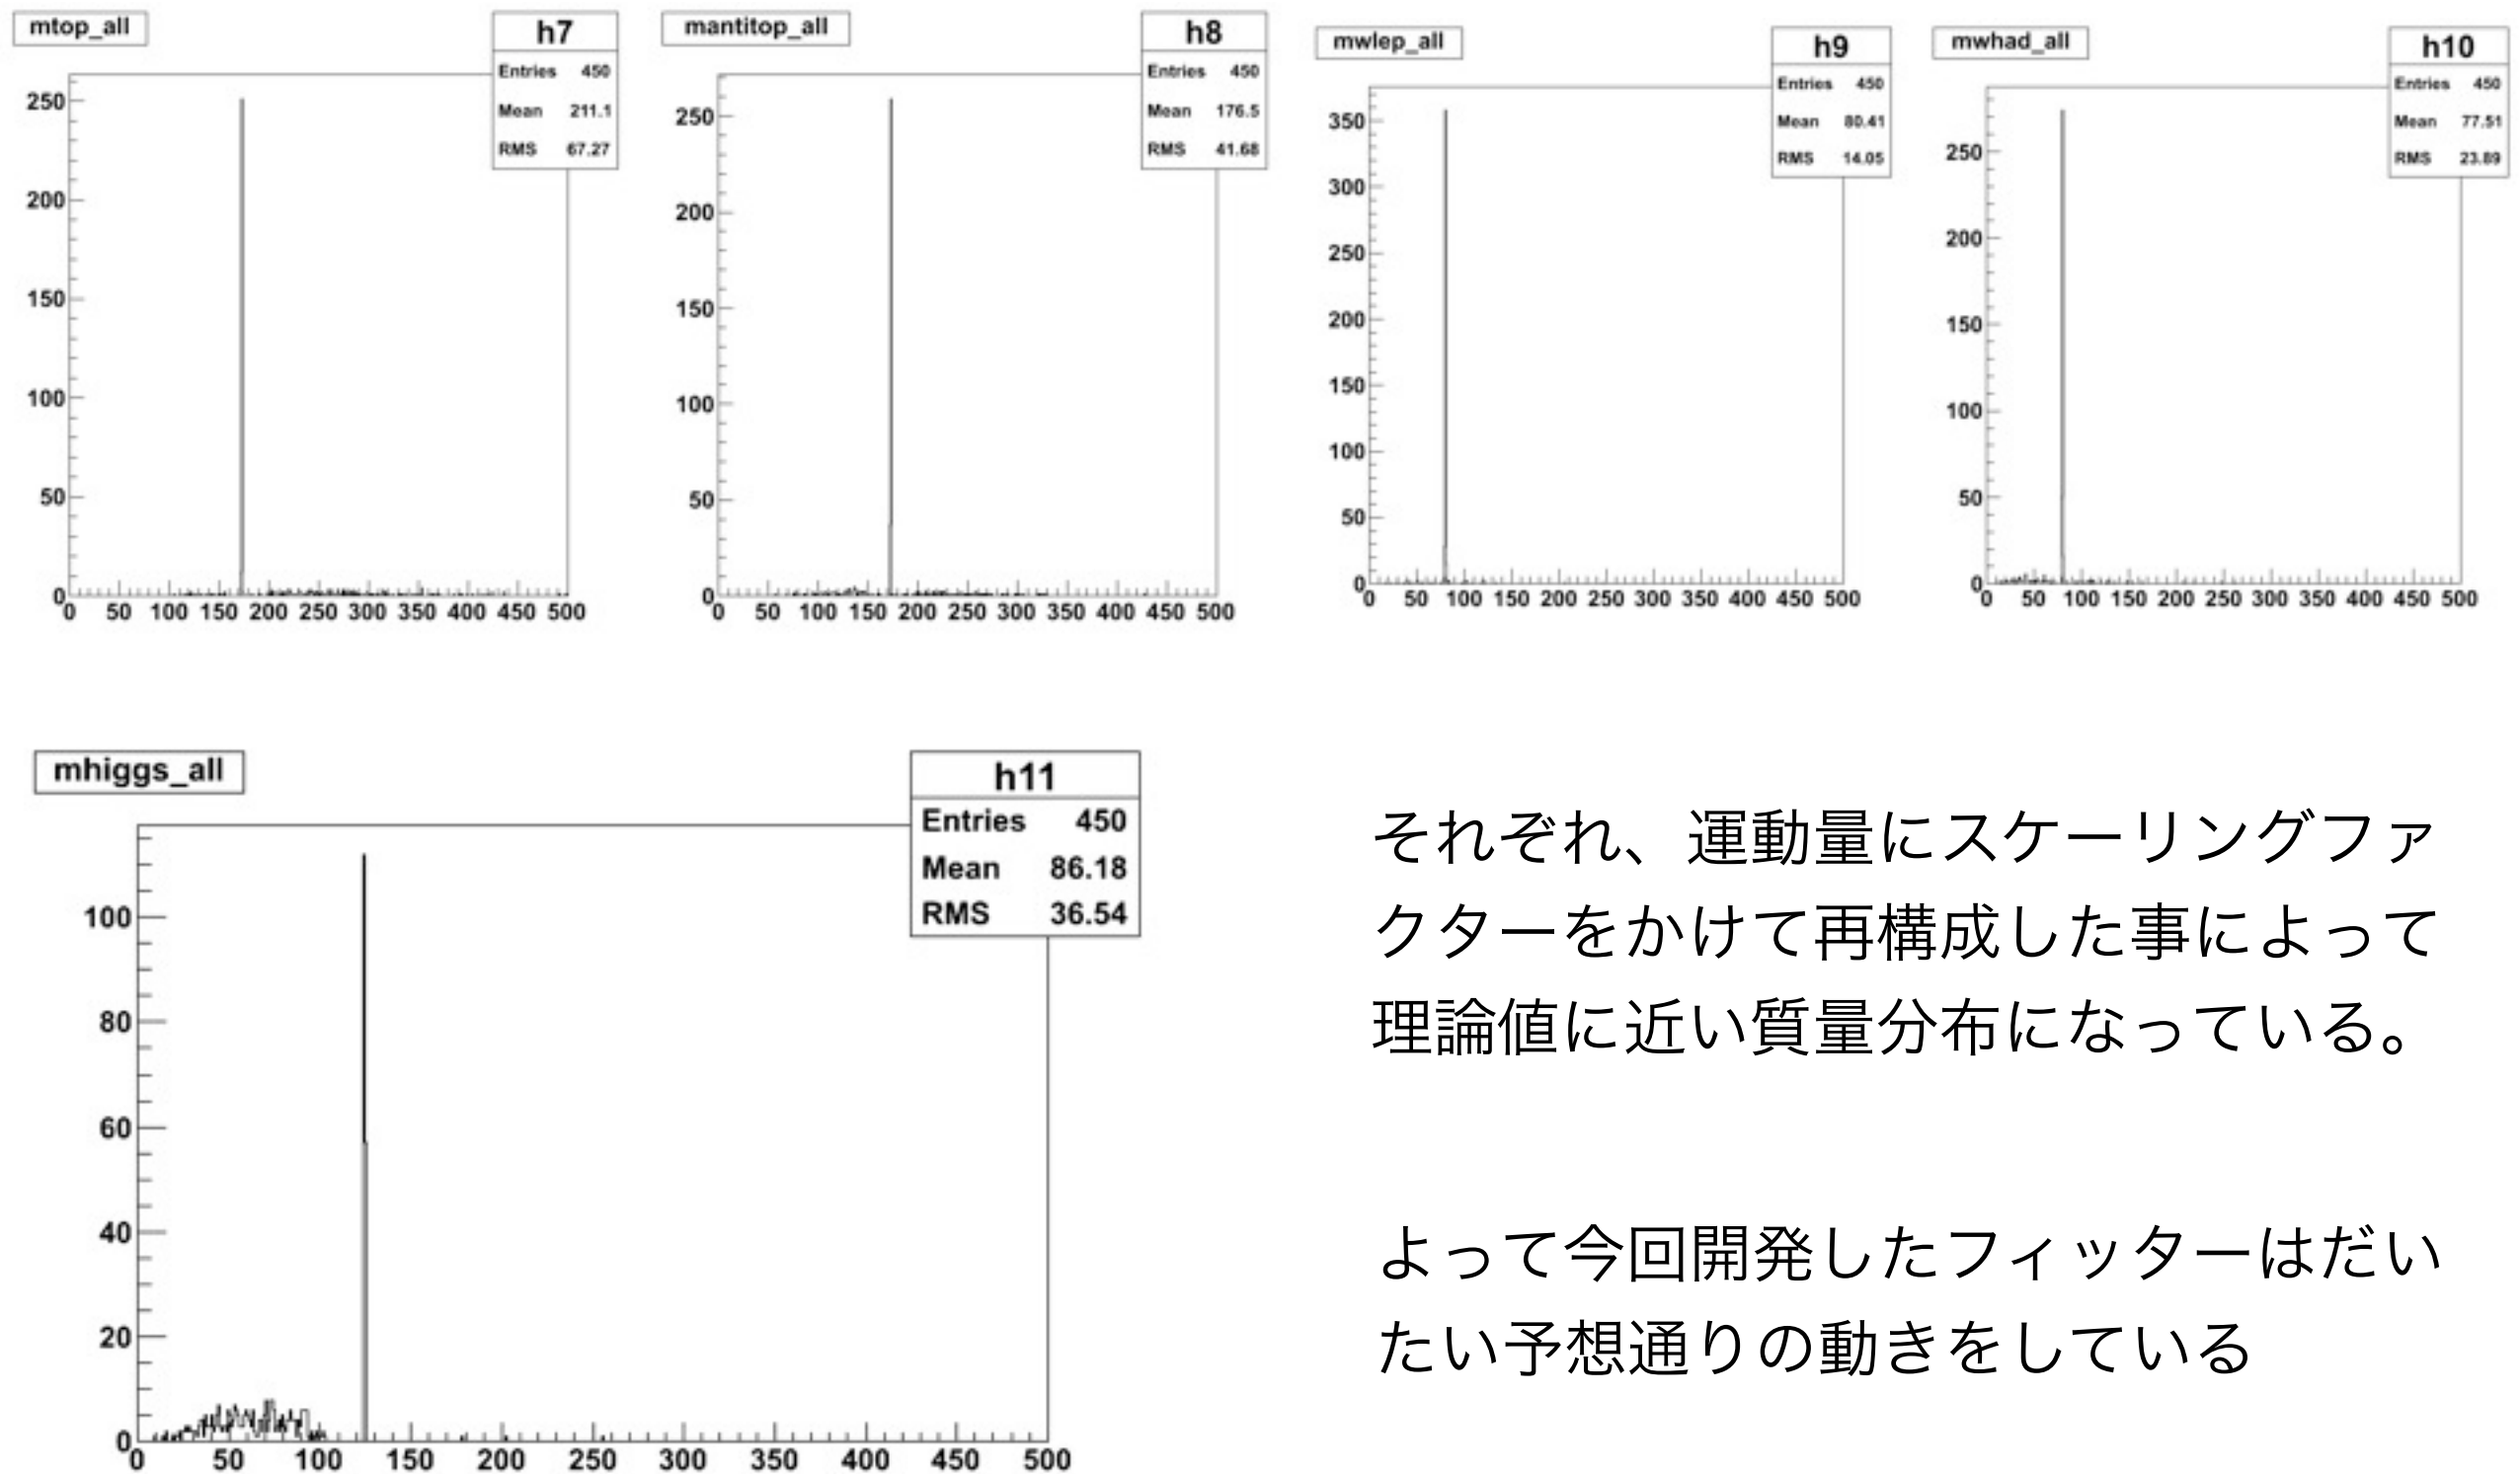 mtop_all
h7
Entries 450
Mean 211.1
RMS 67.27
250
200
150
100
50
0
0 50 100 150 200 250 300 350 400 450 500
mantitop_all
h8
Entries 450
Mean 176.5
RMS 41.68
250
200
150
100
50
0
0 50 100 150 200 250 300 350 400 450 500
mwlep_all
h9
Entries 450
Mean 80.41
RMS 14.05
350
300
250
200
150
100
50
0
0 50 100 150 200 250 300 350 400 450 500
mwhad_all
h10
Entries 450
Mean 77.51
RMS 23.89
250
200
150
100
50
0
0 50 100 150 200 250 300 350 400 450 500
mhiggs_all
h11
Entries 450
Mean 86.18
RMS 36.54
100
80
60
40
20
0
0 50 100 150 200 250 300 350 400 450 500
それぞれ、運動量にスケーリングファ
クターをかけて再構成した事によって
理論値に近い質量分布になっている。
よって今回開発したフィッターはだい
たい予想通りの動きをしている